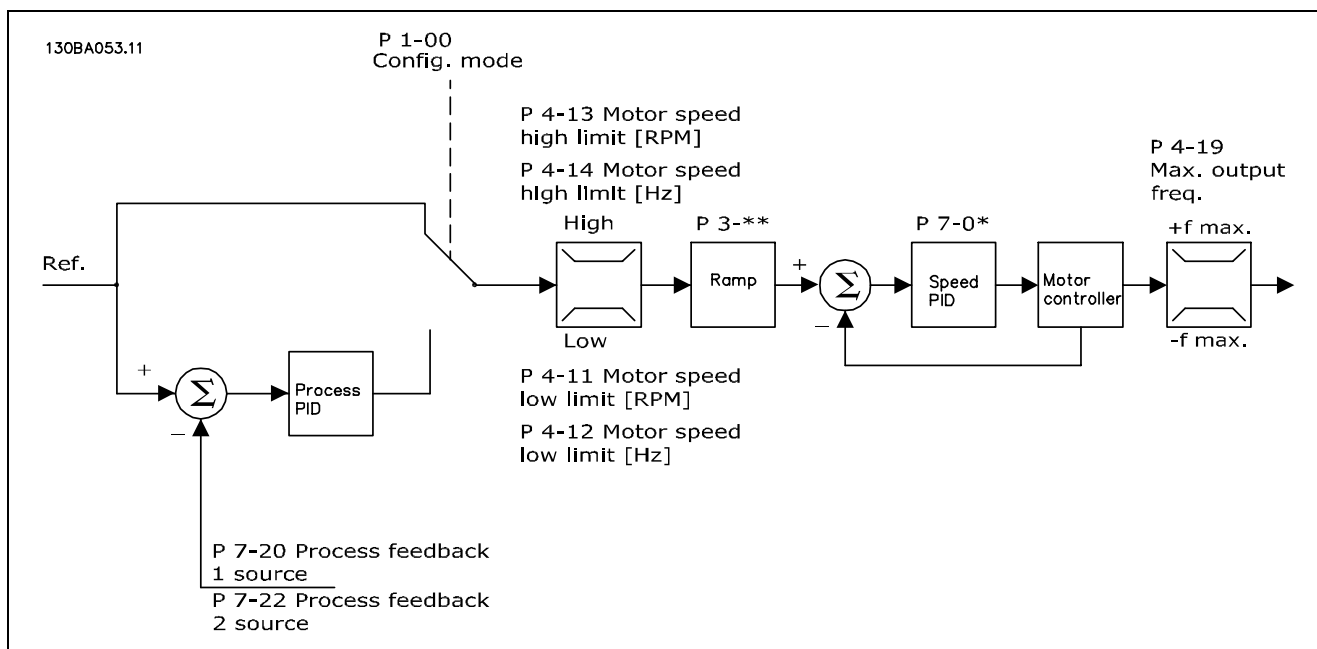 130BA053.11
P 1-00
Config. mode
P 4-13 Motor speed
high limit [RPM]
P 4-14 Motor speed
high limit [Hz]
P 4-19
Max. output
freq.
High
P 3-**
P 7-0*
+f max.
Ref.
+
Σ
−
Ramp
Speed
PID
Motor
controller
Low
-f max.
+
Σ
−
Process
PID
P 4-11 Motor speed
low limit [RPM]
P 4-12 Motor speed
low limit [Hz]
P 7-20 Process feedback
1 source
P 7-22 Process feedback
2 source